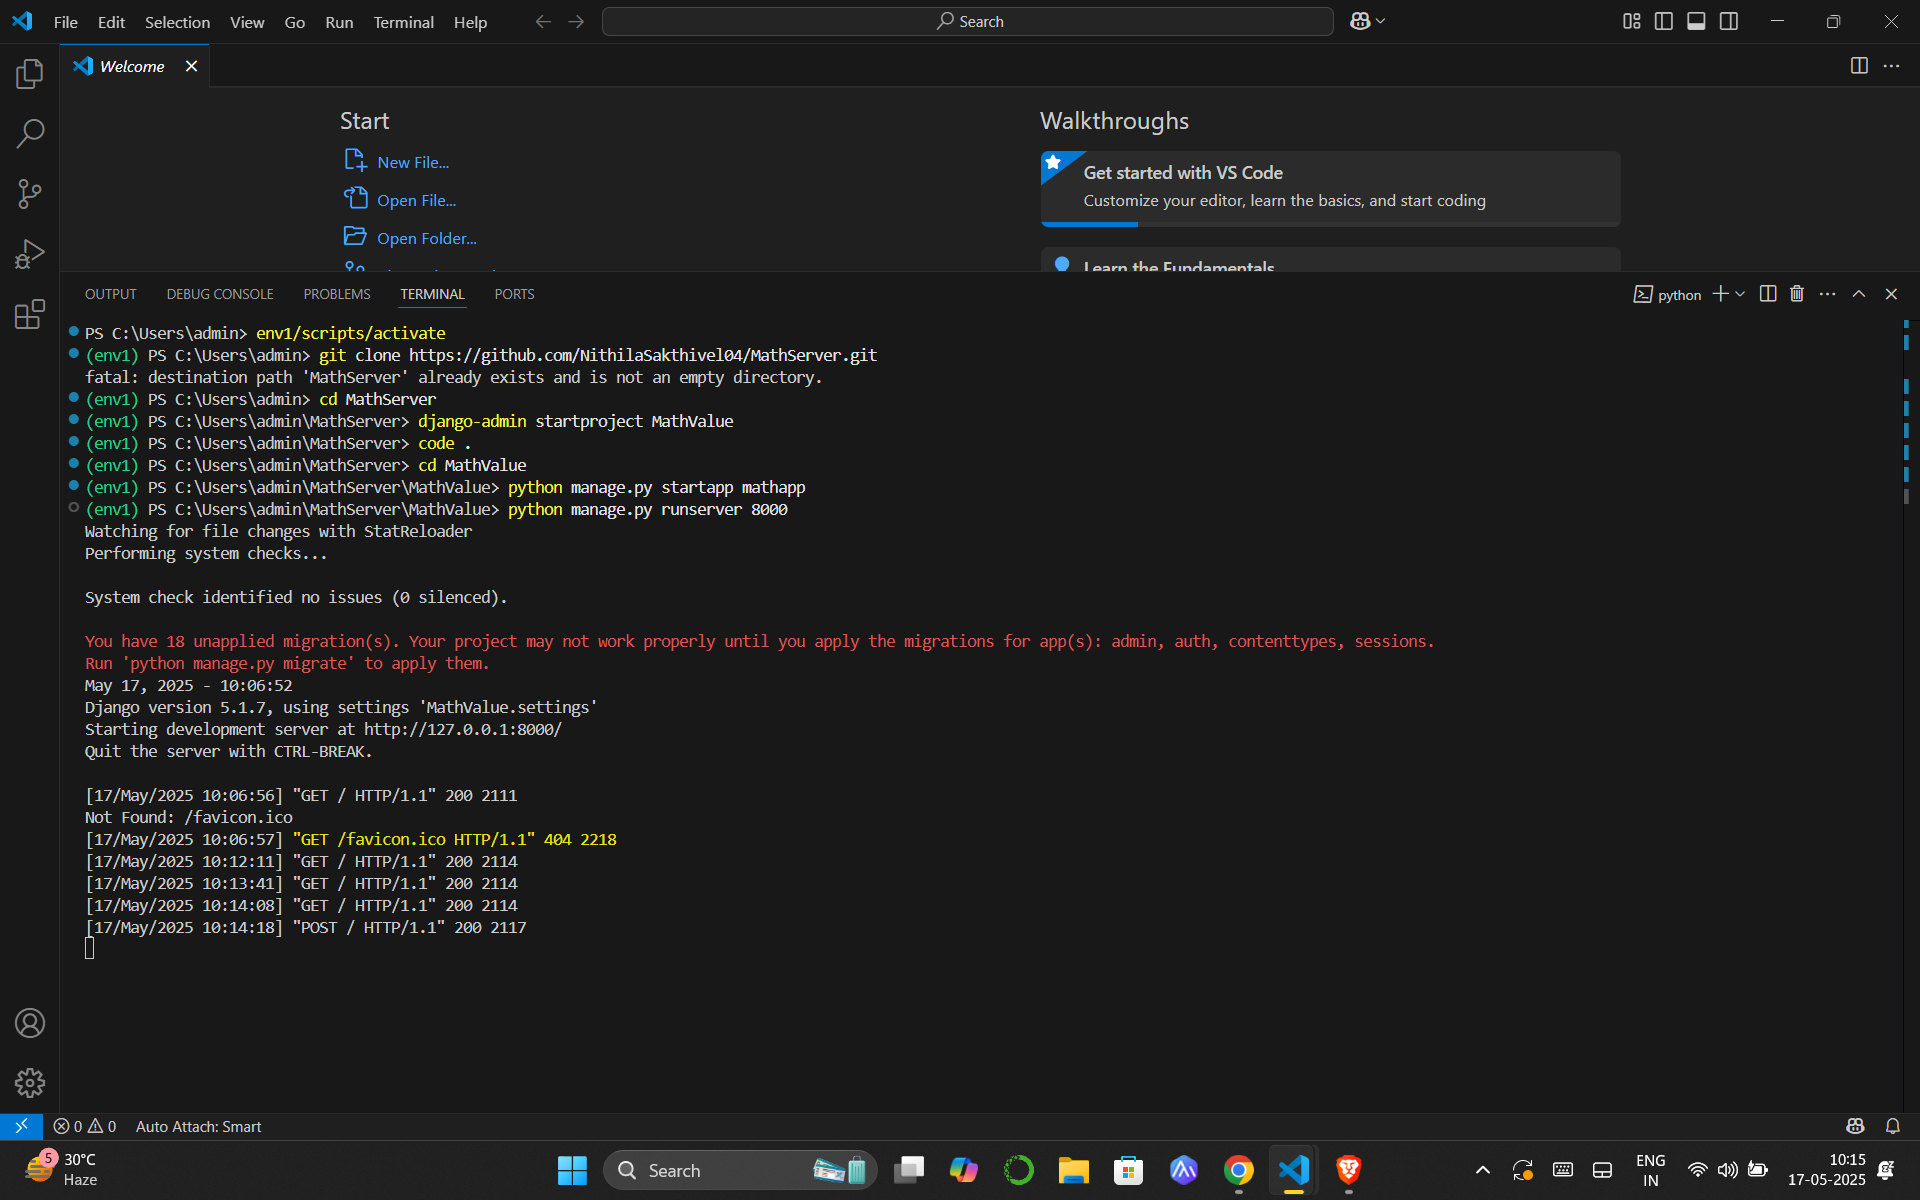 File Edit Selection View Go Run Terminal Help
Search
Welcome
Start
New File...
Open File...
Open Folder...
Walkthroughs
Get started with VS Code
Customize your editor, learn the basics, and start coding
Learn the Fundamentals
OUTPUT DEBUG CONSOLE PROBLEMS TERMINAL PORTS
python
PS C:\Users\admin> env1/scripts/activate
(env1) PS C:\Users\admin> git clone https://github.com/NithilaSakthivel04/MathServer.git
fatal: destination path 'MathServer' already exists and is not an empty directory.
(env1) PS C:\Users\admin> cd MathServer
(env1) PS C:\Users\admin\MathServer> django-admin startproject MathValue
(env1) PS C:\Users\admin\MathServer> code .
(env1) PS C:\Users\admin\MathServer> cd MathValue
(env1) PS C:\Users\admin\MathServer\MathValue> python manage.py startapp mathapp
(env1) PS C:\Users\admin\MathServer\MathValue> python manage.py runserver 8000
Watching for file changes with StatReloader
Performing system checks...
System check identified no issues (0 silenced).
You have 18 unapplied migration(s). Your project may not work properly until you apply the migrations for app(s): admin, auth, contenttypes, sessions.
Run 'python manage.py migrate' to apply them.
May 17, 2025 - 10:06:52
Django version 5.1.7, using settings 'MathValue.settings'
Starting development server at http://127.0.0.1:8000/
Quit the server with CTRL-BREAK.
[17/May/2025 10:06:56] "GET / HTTP/1.1" 200 2111
Not Found: /favicon.ico
[17/May/2025 10:06:57] "GET /favicon.ico HTTP/1.1" 404 2218
[17/May/2025 10:12:11] "GET / HTTP/1.1" 200 2114
[17/May/2025 10:13:41] "GET / HTTP/1.1" 200 2114
[17/May/2025 10:14:08] "GET / HTTP/1.1" 200 2114
[17/May/2025 10:14:18] "POST / HTTP/1.1" 200 2117
0 0 Auto Attach: Smart
5
30°C
Haze
Search
ENG
IN
10:15
17-05-2025